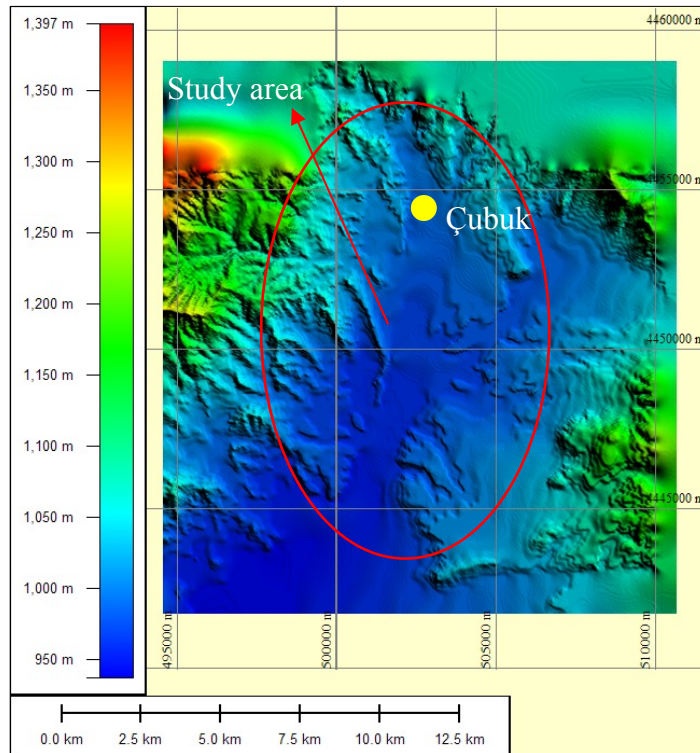 1,397 m
1,350 m
1,300 m
1,250 m
1,200 m
1,150 m
1,100 m
1,050 m
1,000 m
950 m
Study area
Çubuk
4460000 m
4455000 m
4450000 m
4445000 m
495000 m
500000 m
505000 m
510000 m
0.0 km 2.5 km 5.0 km 7.5 km 10.0 km 12.5 km